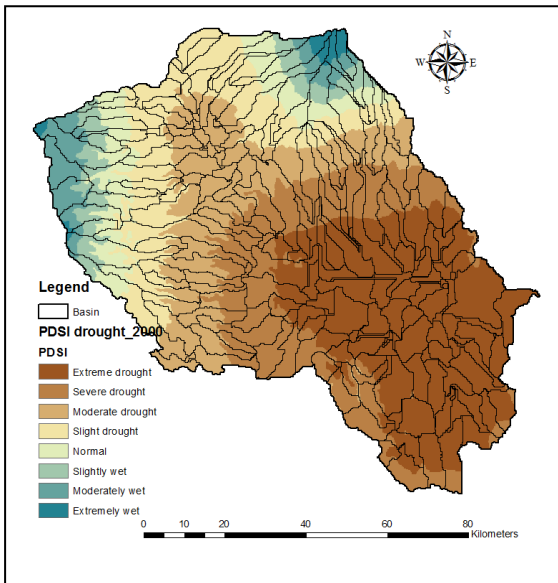 N
W E
S
Legend
Basin
PDSI drought_2000
PDSI
Extreme drought
Severe drought
Moderate drought
Slight drought
Normal
Slightly wet
Moderately wet
Extremely wet
0 10 20 40 60 80
Kilometers